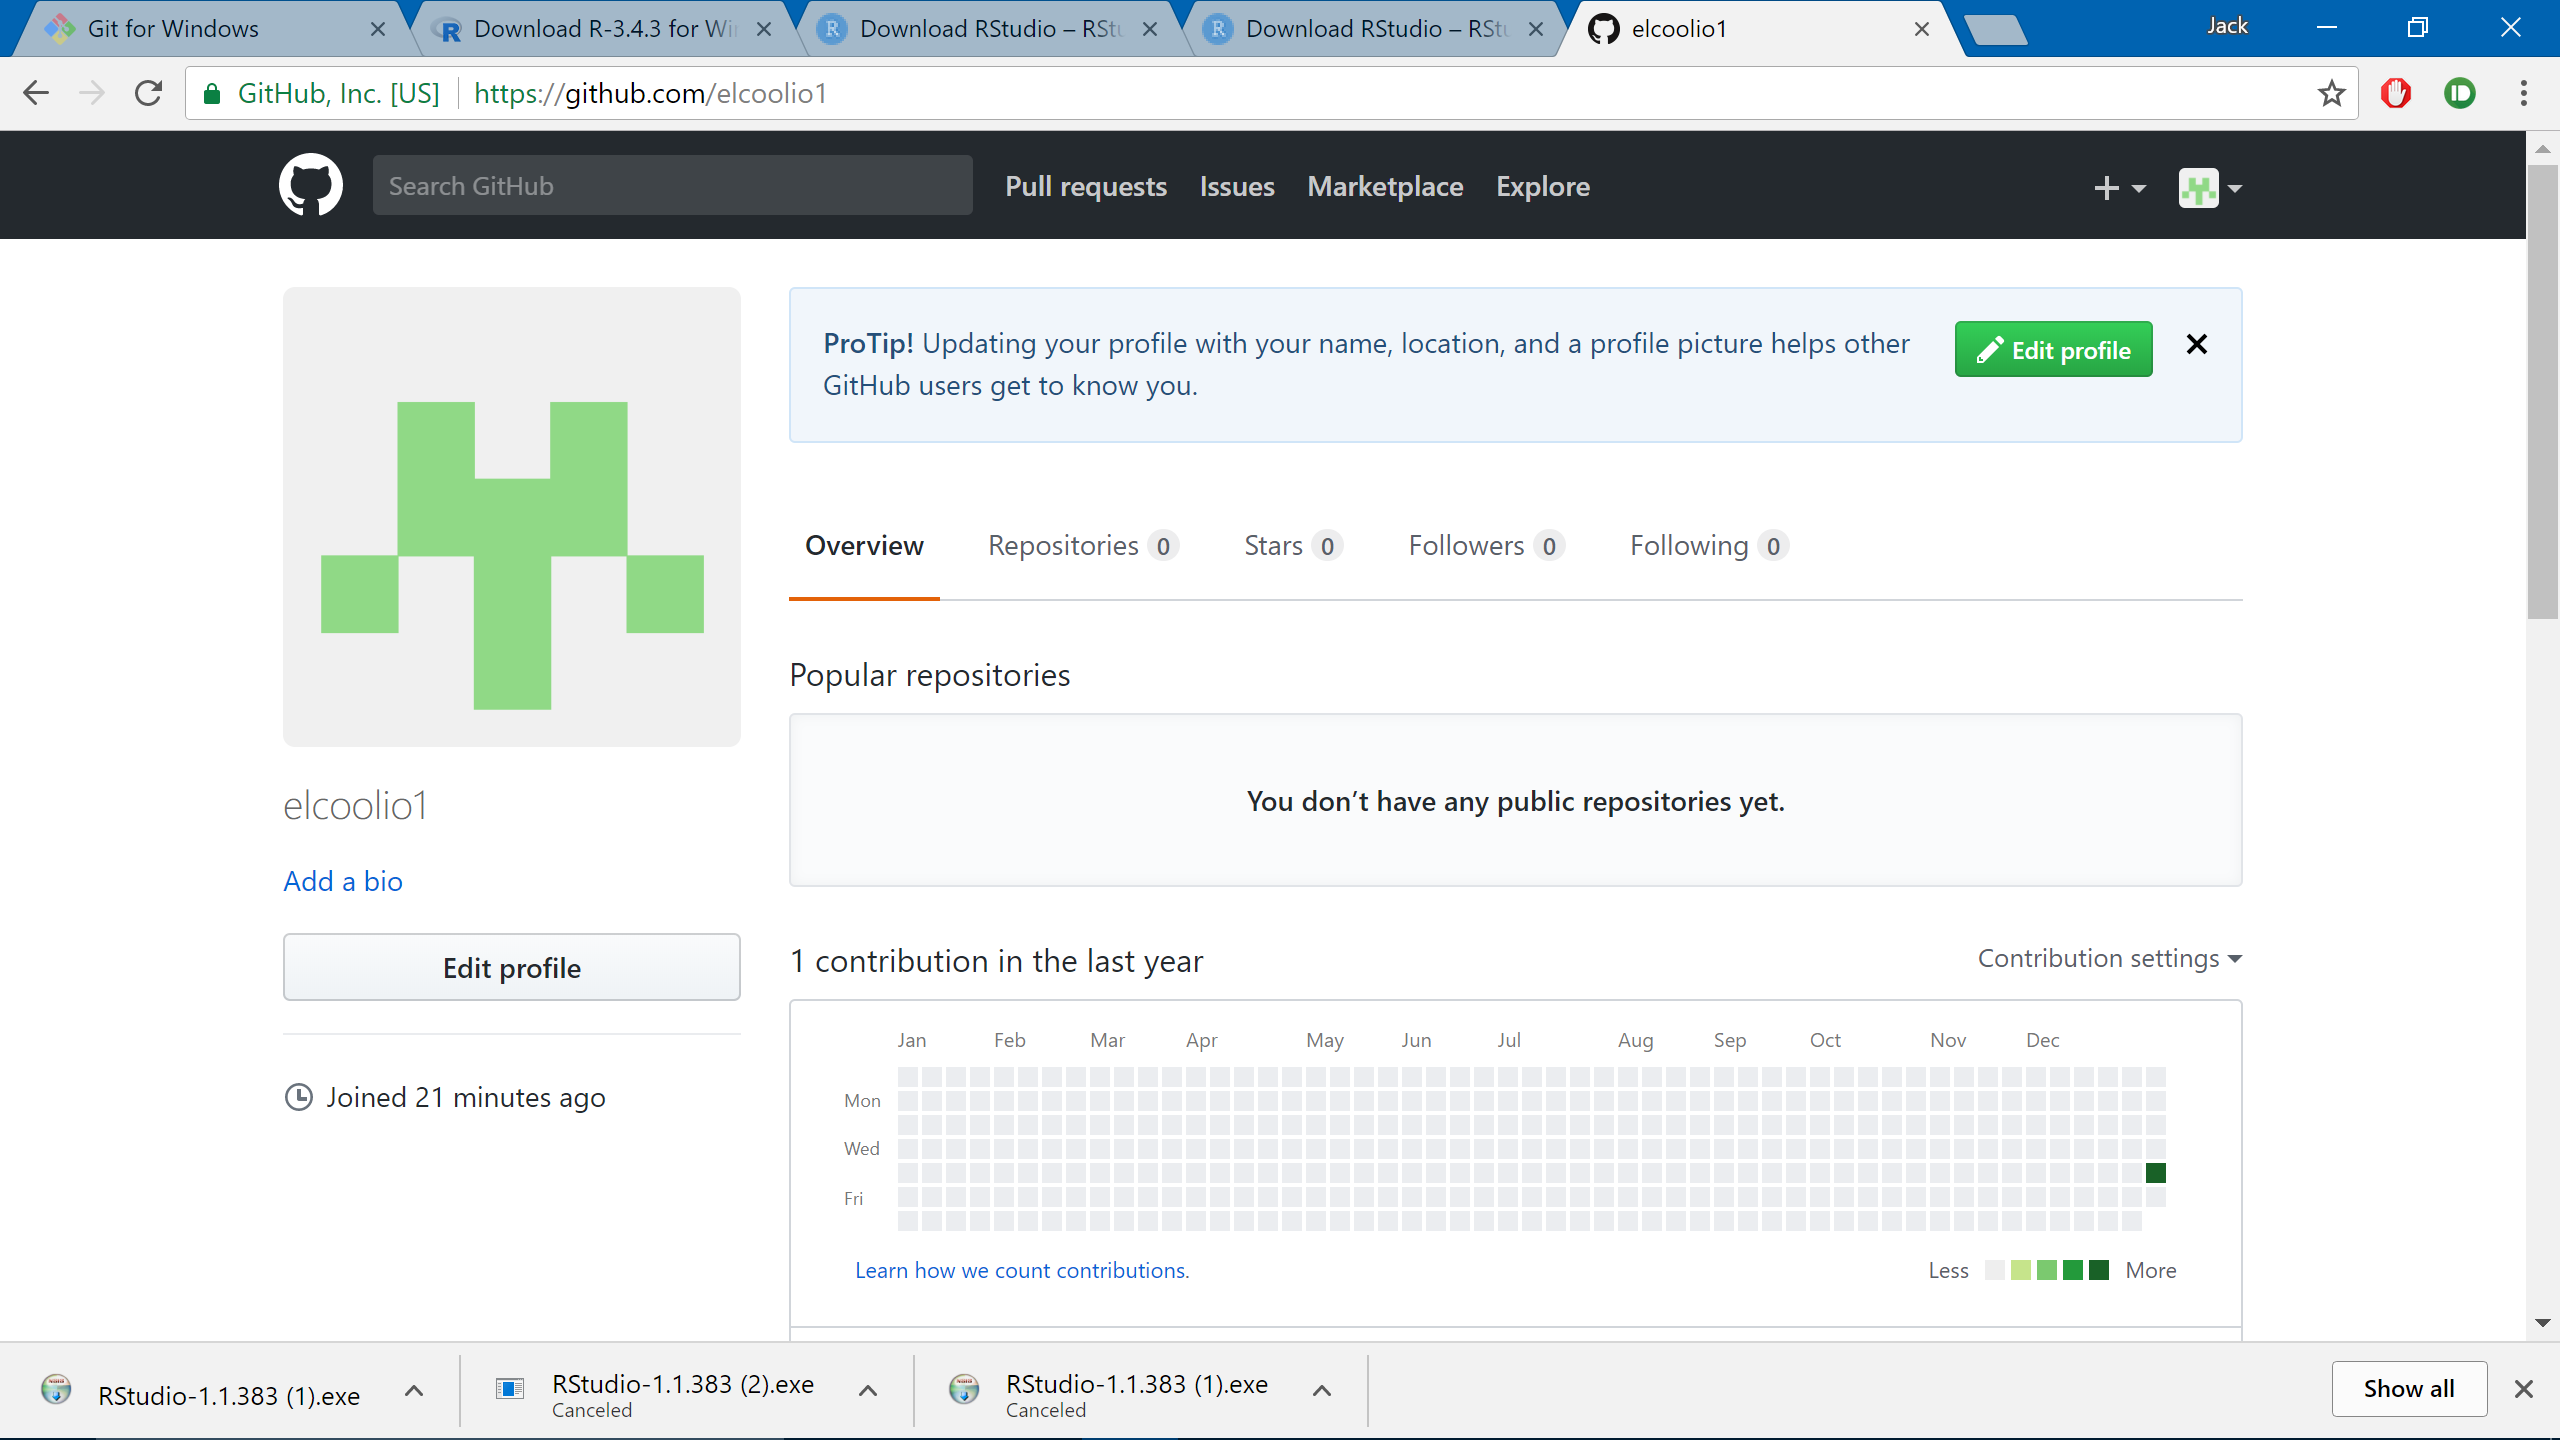 Git for Windows
Download R-3.4.3 for Wi
Download RStudio – RSt
Download RStudio – RSt
elcoolio1
Jack
GitHub, Inc. [US]
https://github.com/elcoolio1
Search GitHub
Pull requests
Issues
Marketplace
Explore
ProTip! Updating your profile with your name, location, and a profile picture helps other
GitHub users get to know you.
Edit profile
Overview
Repositories 0
Stars 0
Followers 0
Following 0
Popular repositories
You don’t have any public repositories yet.
elcoolio1
Add a bio
Edit profile
Joined 21 minutes ago
1 contribution in the last year
Contribution settings
Jan Feb Mar Apr May Jun Jul Aug Sep Oct Nov Dec
Mon
Wed
Fri
Learn how we count contributions.
Less
More
RStudio-1.1.383 (1).exe
RStudio-1.1.383 (2).exe
Canceled
RStudio-1.1.383 (1).exe
Canceled
Show all